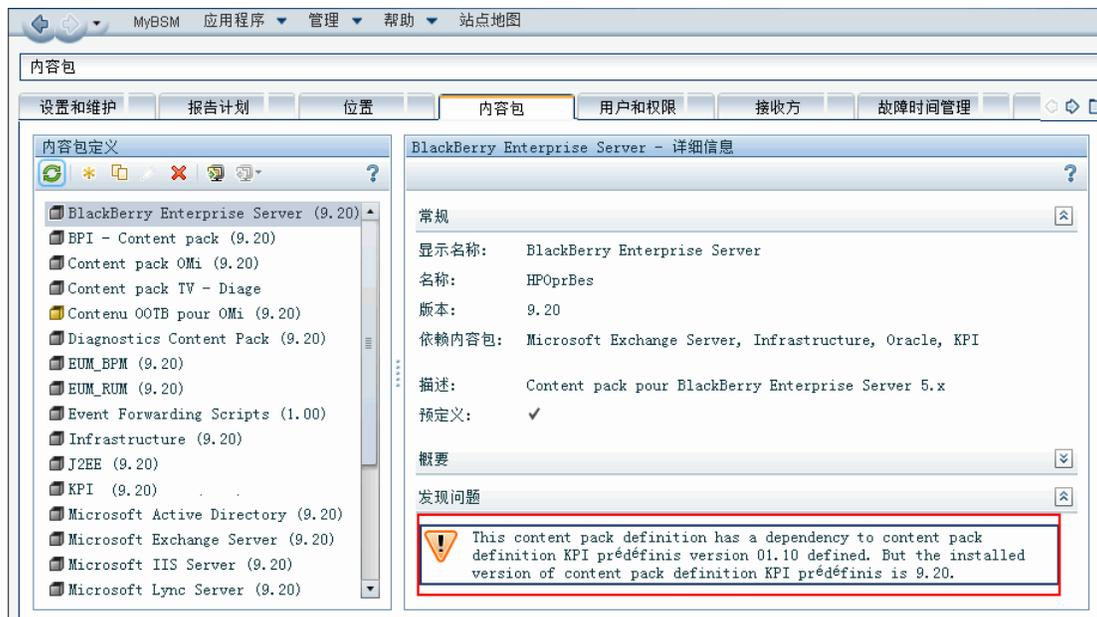 MyBSM 应用程序 管理 帮助 站点地图
内容包
设置和维护 报告计划 位置 内容包 用户和权限 接收方 故障时间管理
内容包定义
BlackBerry Enterprise Server (9.20)
BPI - Content pack (9.20)
Content pack OMi (9.20)
Content pack TV - Diage
Contenu OOTB pour OMi (9.20)
Diagnostics Content Pack (9.20)
EUM_BPM (9.20)
EUM_RUM (9.20)
Event Forwarding Scripts (1.00)
Infrastructure (9.20)
J2EE (9.20)
KPI (9.20)
Microsoft Active Directory (9.20)
Microsoft Exchange Server (9.20)
Microsoft IIS Server (9.20)
Microsoft Lync Server (9.20)
BlackBerry Enterprise Server - 详细信息
常规
显示名称: BlackBerry Enterprise Server
名称: HPOprBes
版本: 9.20
依赖内容包: Microsoft Exchange Server, Infrastructure, Oracle, KPI
描述: Content pack pour BlackBerry Enterprise Server 5.x
预定义: ✓
概要
发现问题
This content pack definition has a dependency to content pack
definition KPI prédéfinis version 01.10 defined. But the installed
version of content pack definition KPI prédéfinis is 9.20.